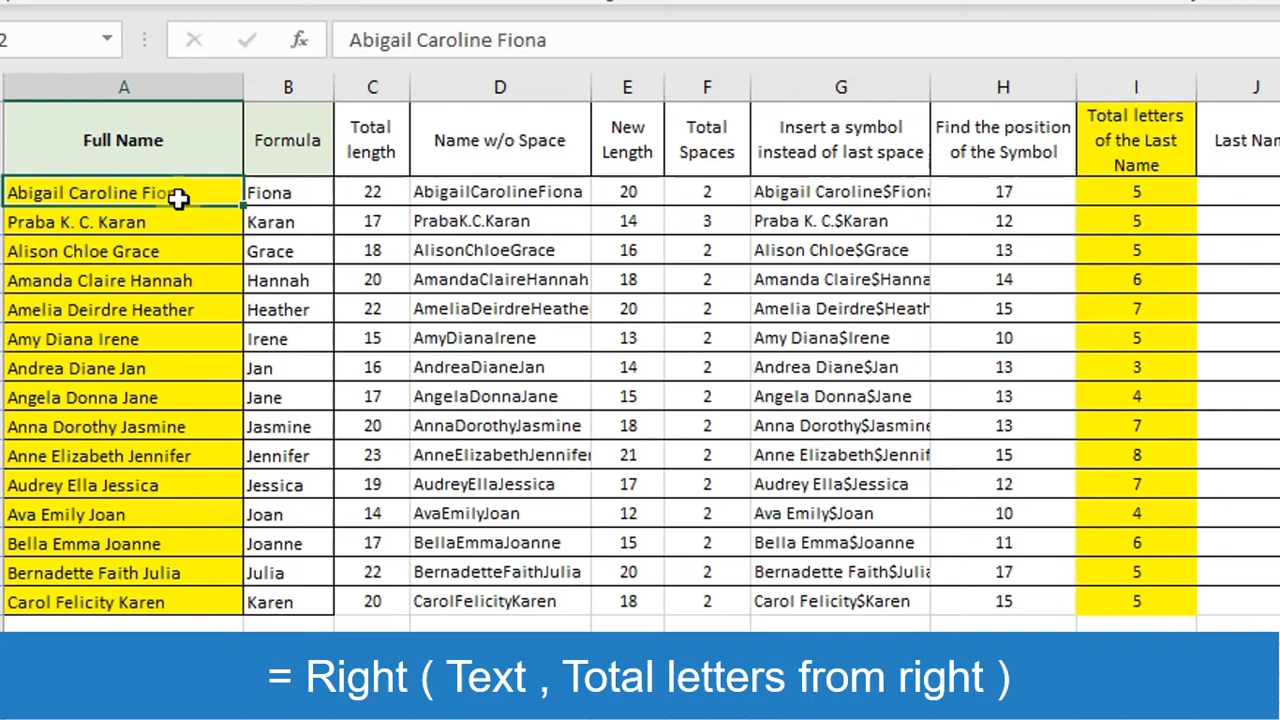 2 fx Abigail Caroline Fiona
A B C D E F G H I J
Full Name Formula Total length Name w/o Space New Length Total Spaces Insert a symbol instead of last space Find the position of the Symbol Total letters of the Last Name Last Nam
Abigail Caroline Fio Fiona 22 AbigailCarolineFiona 20 2 Abigail Caroline$Fiona 17 5
Praba K. C. Karan Karan 17 PrabaK.C.Karan 14 3 Praba K. C.$Karan 12 5
Alison Chloe Grace Grace 18 AlisonChloeGrace 16 2 Alison Chloe$Grace 13 5
Amanda Claire Hannah Hannah 20 AmandaClaireHannah 18 2 Amanda Claire$Hanna 14 6
Amelia Deirdre Heather Heather 22 AmeliaDeirdreHeather 20 2 Amelia Deirdre$Heath 15 7
Amy Diana Irene Irene 15 AmyDianaIrene 13 2 Amy Diana$Irene 10 5
Andrea Diane Jan Jan 16 AndreaDianeJan 14 2 Andrea Diane$Jan 13 3
Angela Donna Jane Jane 17 AngelaDonnaJane 15 2 Angela Donna$Jane 13 4
Anna Dorothy Jasmine Jasmine 20 AnnaDorothyJasmine 18 2 Anna Dorothy$Jasmine 13 7
Anne Elizabeth Jennifer Jennifer 23 AnneElizabethJennifer 21 2 Anne Elizabeth$Jennif 15 8
Audrey Ella Jessica Jessica 19 AudreyEllaJessica 17 2 Audrey Ella$Jessica 12 7
Ava Emily Joan Joan 14 AvaEmilyJoan 12 2 Ava Emily$Joan 10 4
Bella Emma Joanne Joanne 17 BellaEmmaJoanne 15 2 Bella Emma$Joanne 11 6
Bernadette Faith Julia Julia 22 BernadetteFaithJulia 20 2 Bernadette Faith$Julia 17 5
Carol Felicity Karen Karen 20 CarolFelicityKaren 18 2 Carol Felicity$Karen 15 5
= Right ( Text , Total letters from right )